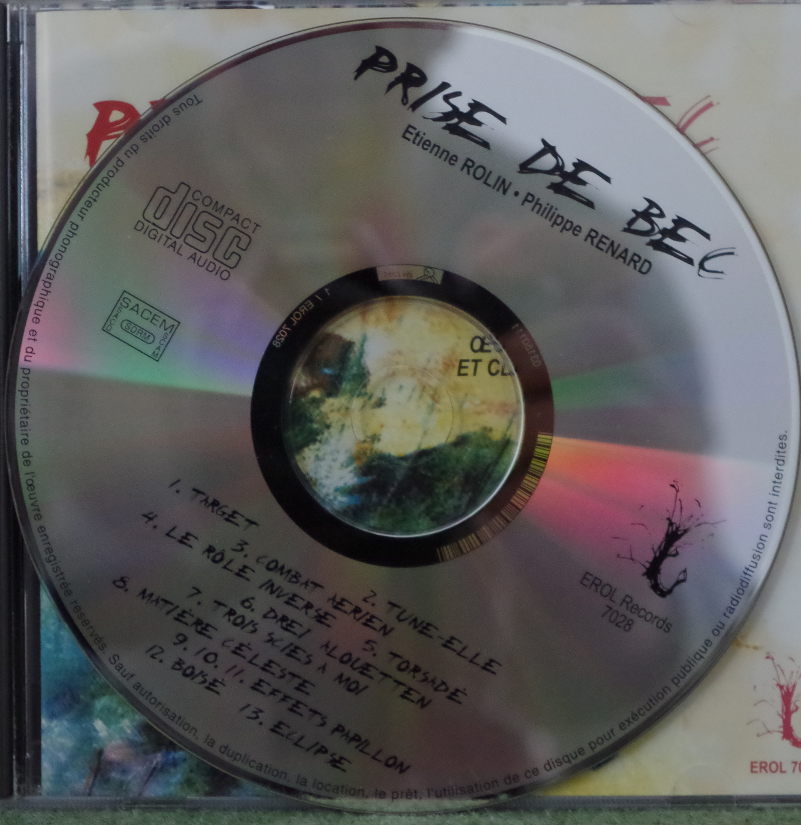 PRISE DE BEC
Etienne ROLIN • Philippe RENARD
COMPACT
disc
DIGITAL AUDIO
SACEM
SDRM
1. TARGET
2. TUNE-ELLE
3. COMBAT AERIEN
4. LE RÔLE INVERSE
5. TORSADÉ
6. DREI ALOUETTEN
7. TROIS SCIES À MOI
8. MATIÈRE CÉLESTE
9. 10. 11. EFFETS PAPILLON
12. BOISÉ
13. ECLIPSE
EROL Records
7028
Tous droits du producteur phonographique et du propriétaire de l'œuvre enregistrée réservés. Sauf autorisation, la duplication, la location, le prêt, l'utilisation de ce disque pour exécution publique ou radiodiffusion sont interdites.
ET CL
EROL 70